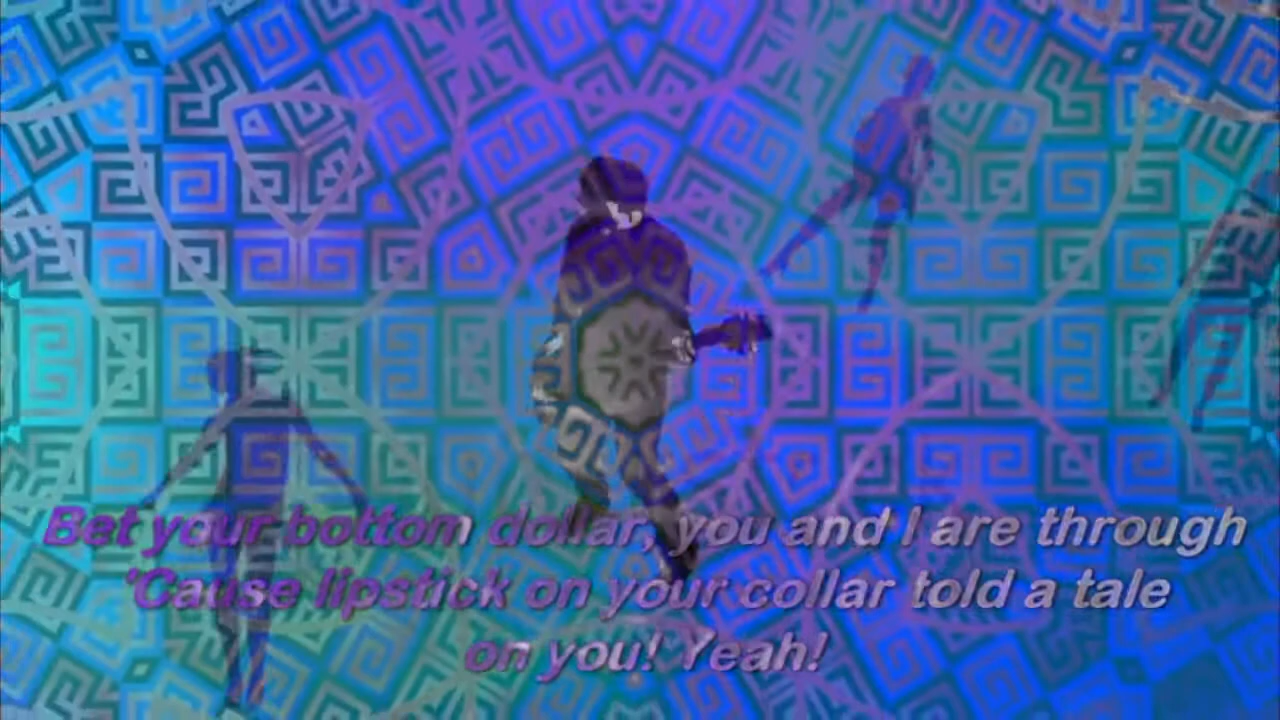 Bet your bottom dollar, you and I are through
'Cause lipstick on your collar told a tale
on you! Yeah!